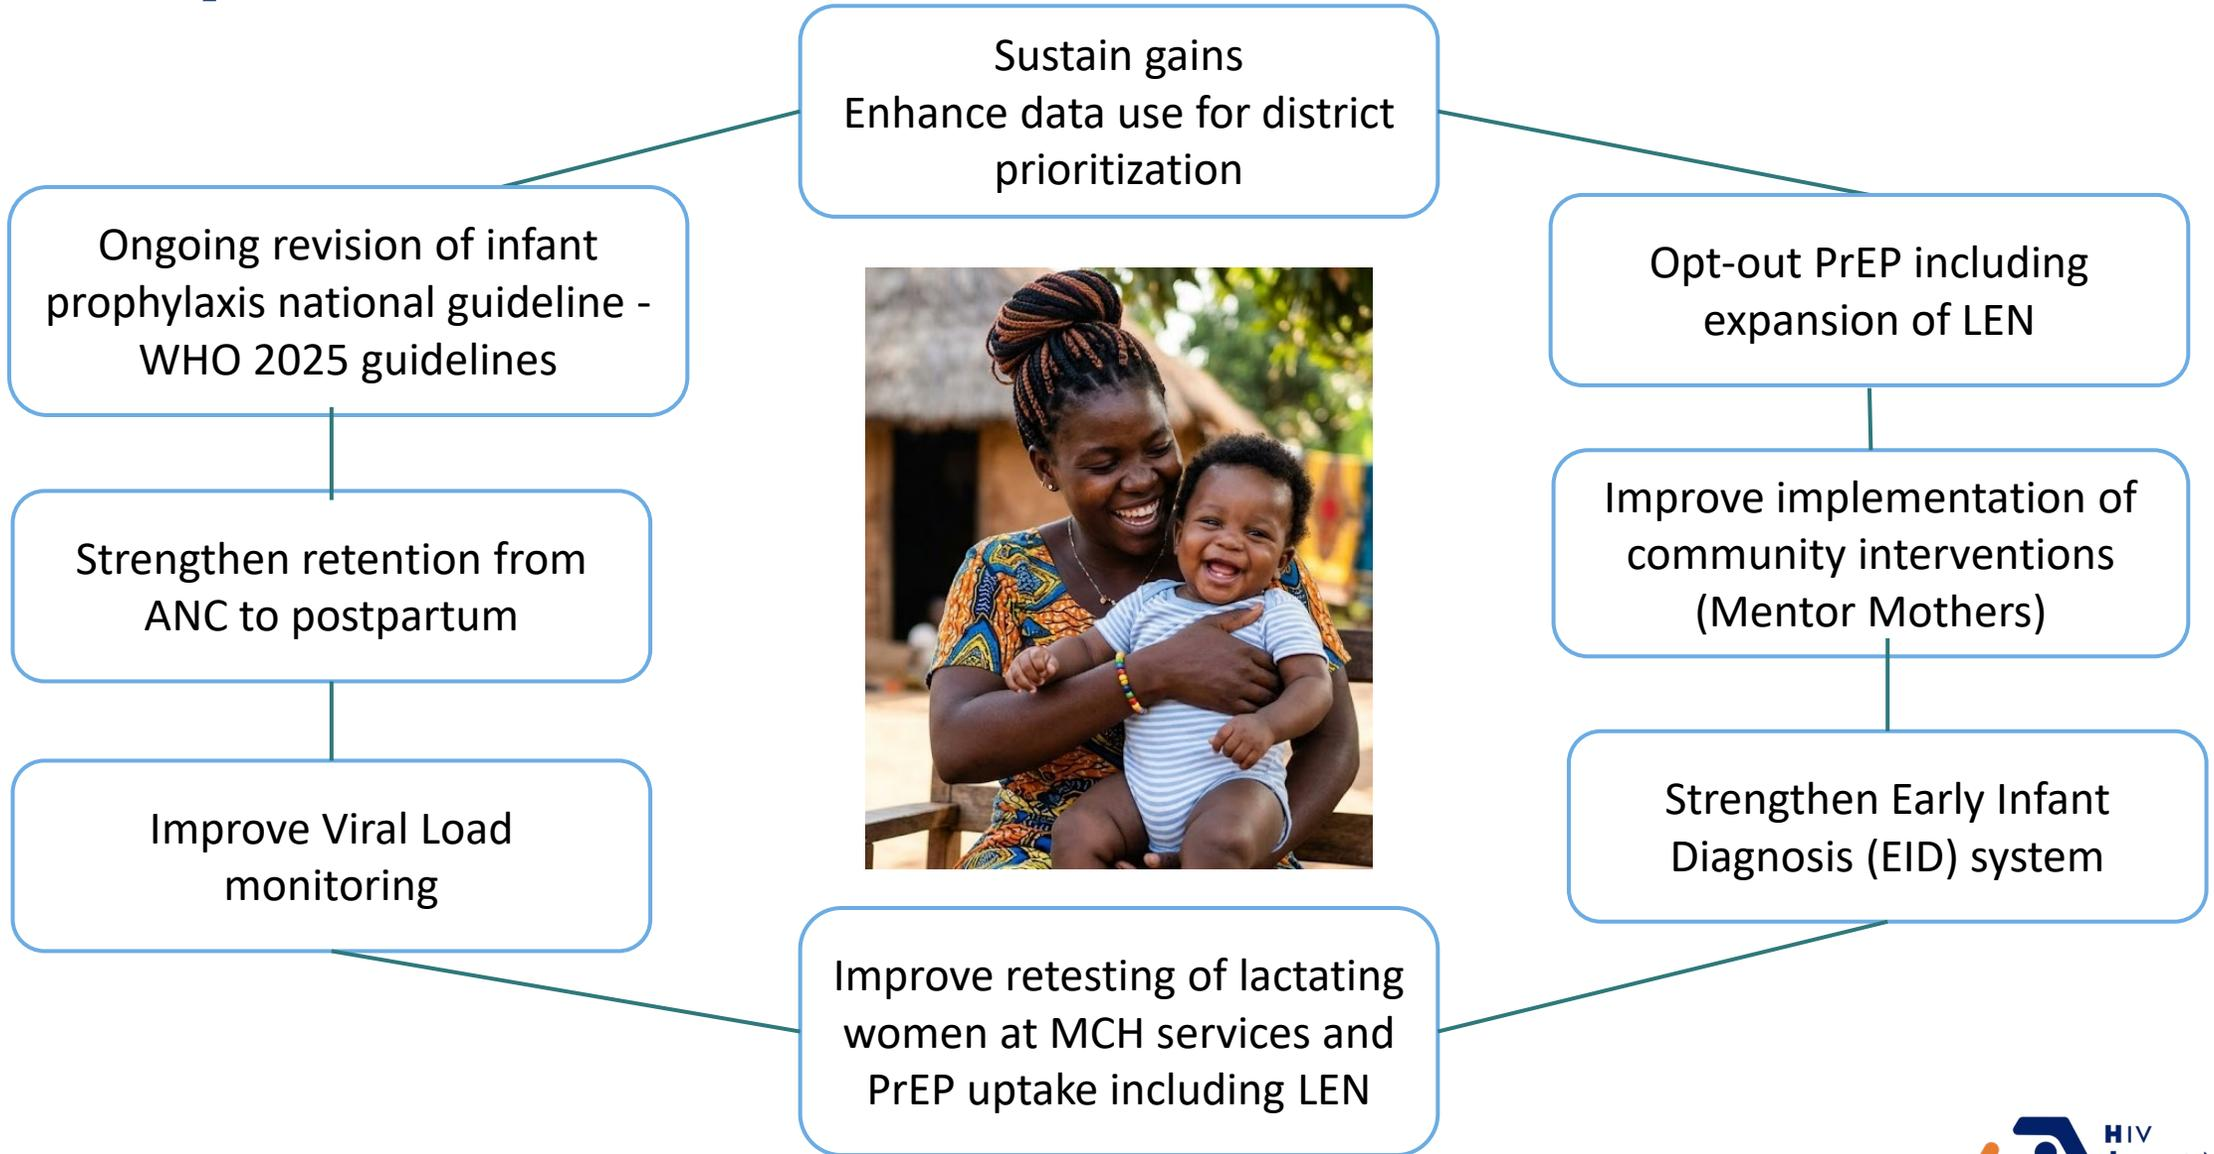 Sustain gains
Enhance data use for district
prioritization
Ongoing revision of infant
prophylaxis national guideline -
WHO 2025 guidelines
Opt-out PrEP including
expansion of LEN
Strengthen retention from
ANC to postpartum
Improve implementation of
community interventions
(Mentor Mothers)
Improve Viral Load
monitoring
Strengthen Early Infant
Diagnosis (EID) system
Improve retesting of lactating
women at MCH services and
PrEP uptake including LEN
HIV